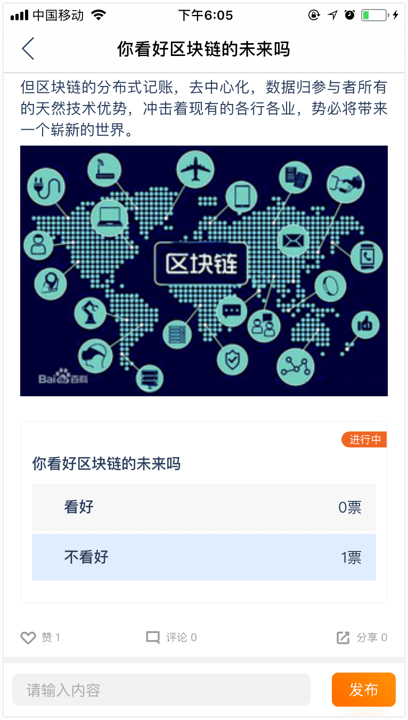 中国移动
下午6:05
你看好区块链的未来吗
但区块链的分布式记账，去中心化，数据归参与者所有
的天然技术优势，冲击着现有的各行各业，势必将带来
一个崭新的世界。
区块链
Bai百科
进行中
你看好区块链的未来吗
看好 0票
不看好 1票
赞 1 评论 0 分享 0
请输入内容 发布